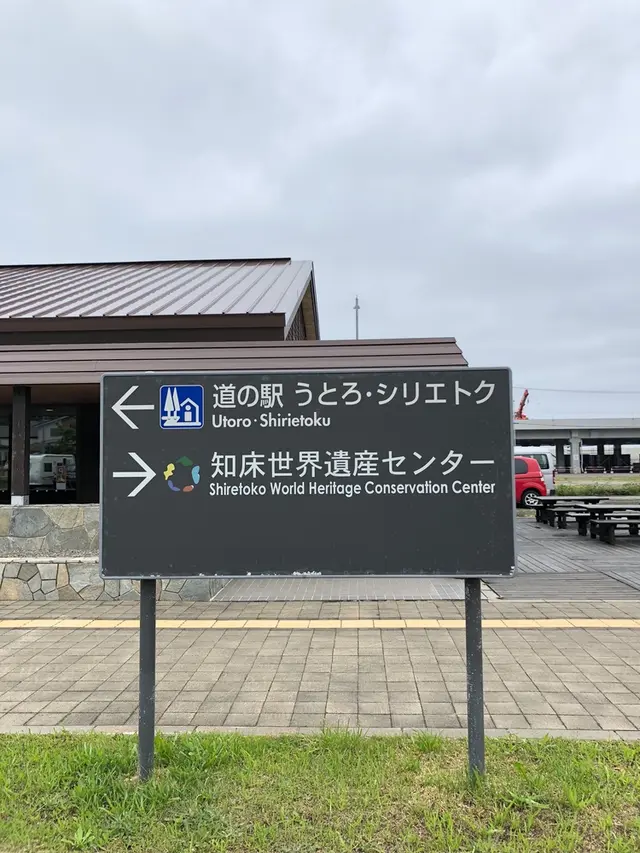 ← 道の駅 うとろ・シリエトク
Utoro・Shirietoku
→ 知床世界遺産センター
Shiretoko World Heritage Conservation Center